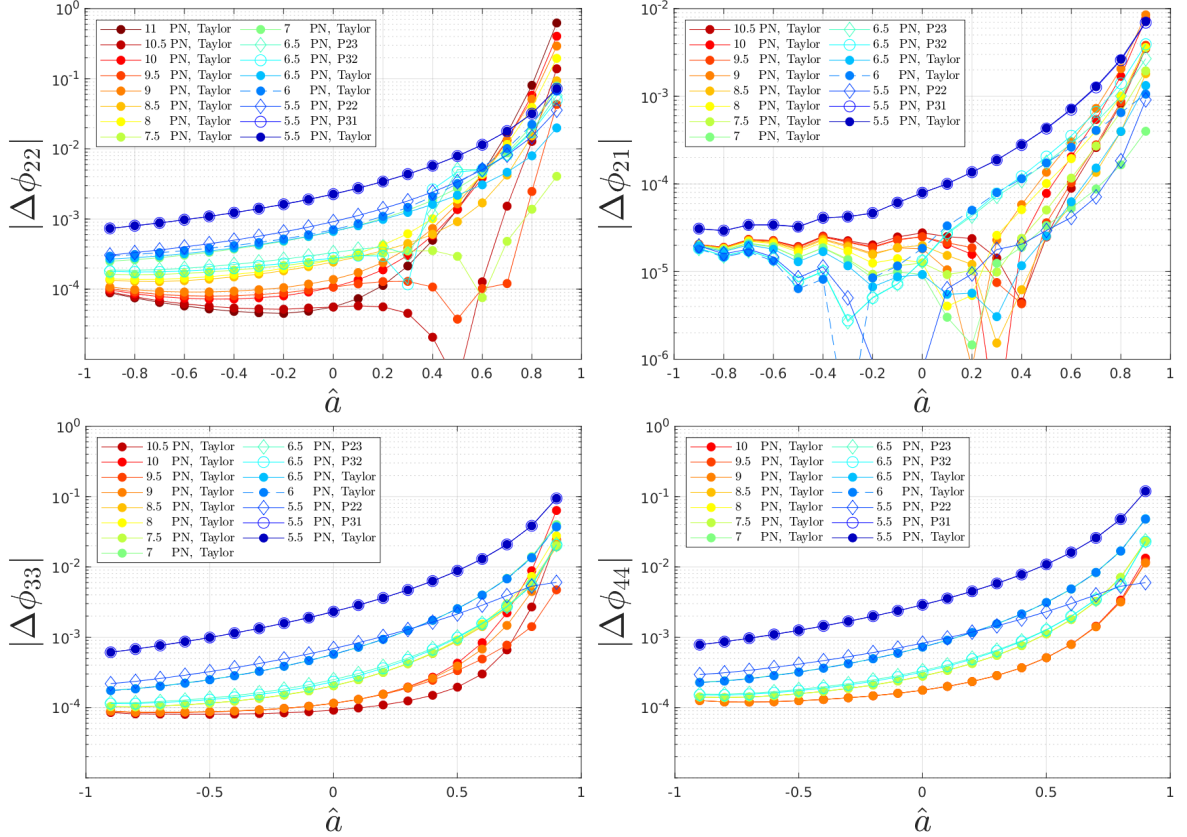 |Δϕ22|
10^0
10^-1
10^-2
10^-3
10^-4
11 PN, Taylor
10.5 PN, Taylor
10 PN, Taylor
9.5 PN, Taylor
9 PN, Taylor
8.5 PN, Taylor
8 PN, Taylor
7.5 PN, Taylor
7 PN, Taylor
6.5 PN, P23
6.5 PN, P32
6.5 PN, Taylor
6 PN, Taylor
5.5 PN, P22
5.5 PN, P31
5.5 PN, Taylor
-1 -0.8 -0.6 -0.4 -0.2 0 0.2 0.4 0.6 0.8 1
â
|Δϕ21|
10^-2
10^-3
10^-4
10^-5
10^-6
10.5 PN, Taylor
10 PN, Taylor
9.5 PN, Taylor
9 PN, Taylor
8.5 PN, Taylor
8 PN, Taylor
7.5 PN, Taylor
7 PN, Taylor
6.5 PN, P23
6.5 PN, P32
6.5 PN, Taylor
6 PN, Taylor
5.5 PN, P22
5.5 PN, P31
5.5 PN, Taylor
-1 -0.8 -0.6 -0.4 -0.2 0 0.2 0.4 0.6 0.8 1
â
|Δϕ33|
10^0
10^-1
10^-2
10^-3
10^-4
10.5 PN, Taylor
10 PN, Taylor
9.5 PN, Taylor
9 PN, Taylor
8.5 PN, Taylor
8 PN, Taylor
7.5 PN, Taylor
7 PN, Taylor
6.5 PN, P23
6.5 PN, P32
6.5 PN, Taylor
6 PN, Taylor
5.5 PN, P22
5.5 PN, P31
5.5 PN, Taylor
-1 -0.5 0 0.5 1
â
|Δϕ44|
10^0
10^-1
10^-2
10^-3
10^-4
10 PN, Taylor
9.5 PN, Taylor
9 PN, Taylor
8.5 PN, Taylor
8 PN, Taylor
7.5 PN, Taylor
7 PN, Taylor
6.5 PN, P23
6.5 PN, P32
6.5 PN, Taylor
6 PN, Taylor
5.5 PN, P22
5.5 PN, P31
5.5 PN, Taylor
-1 -0.5 0 0.5 1
â